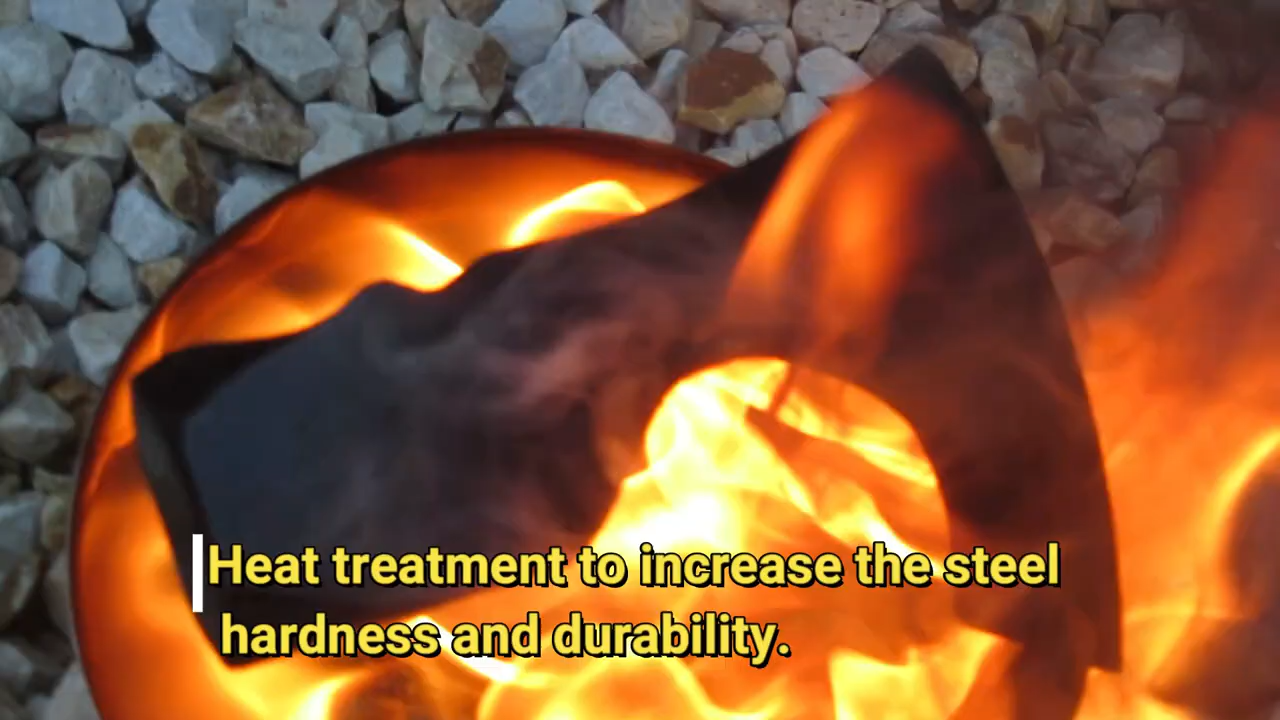 Heat treatment to increase the steel
hardness and durability.